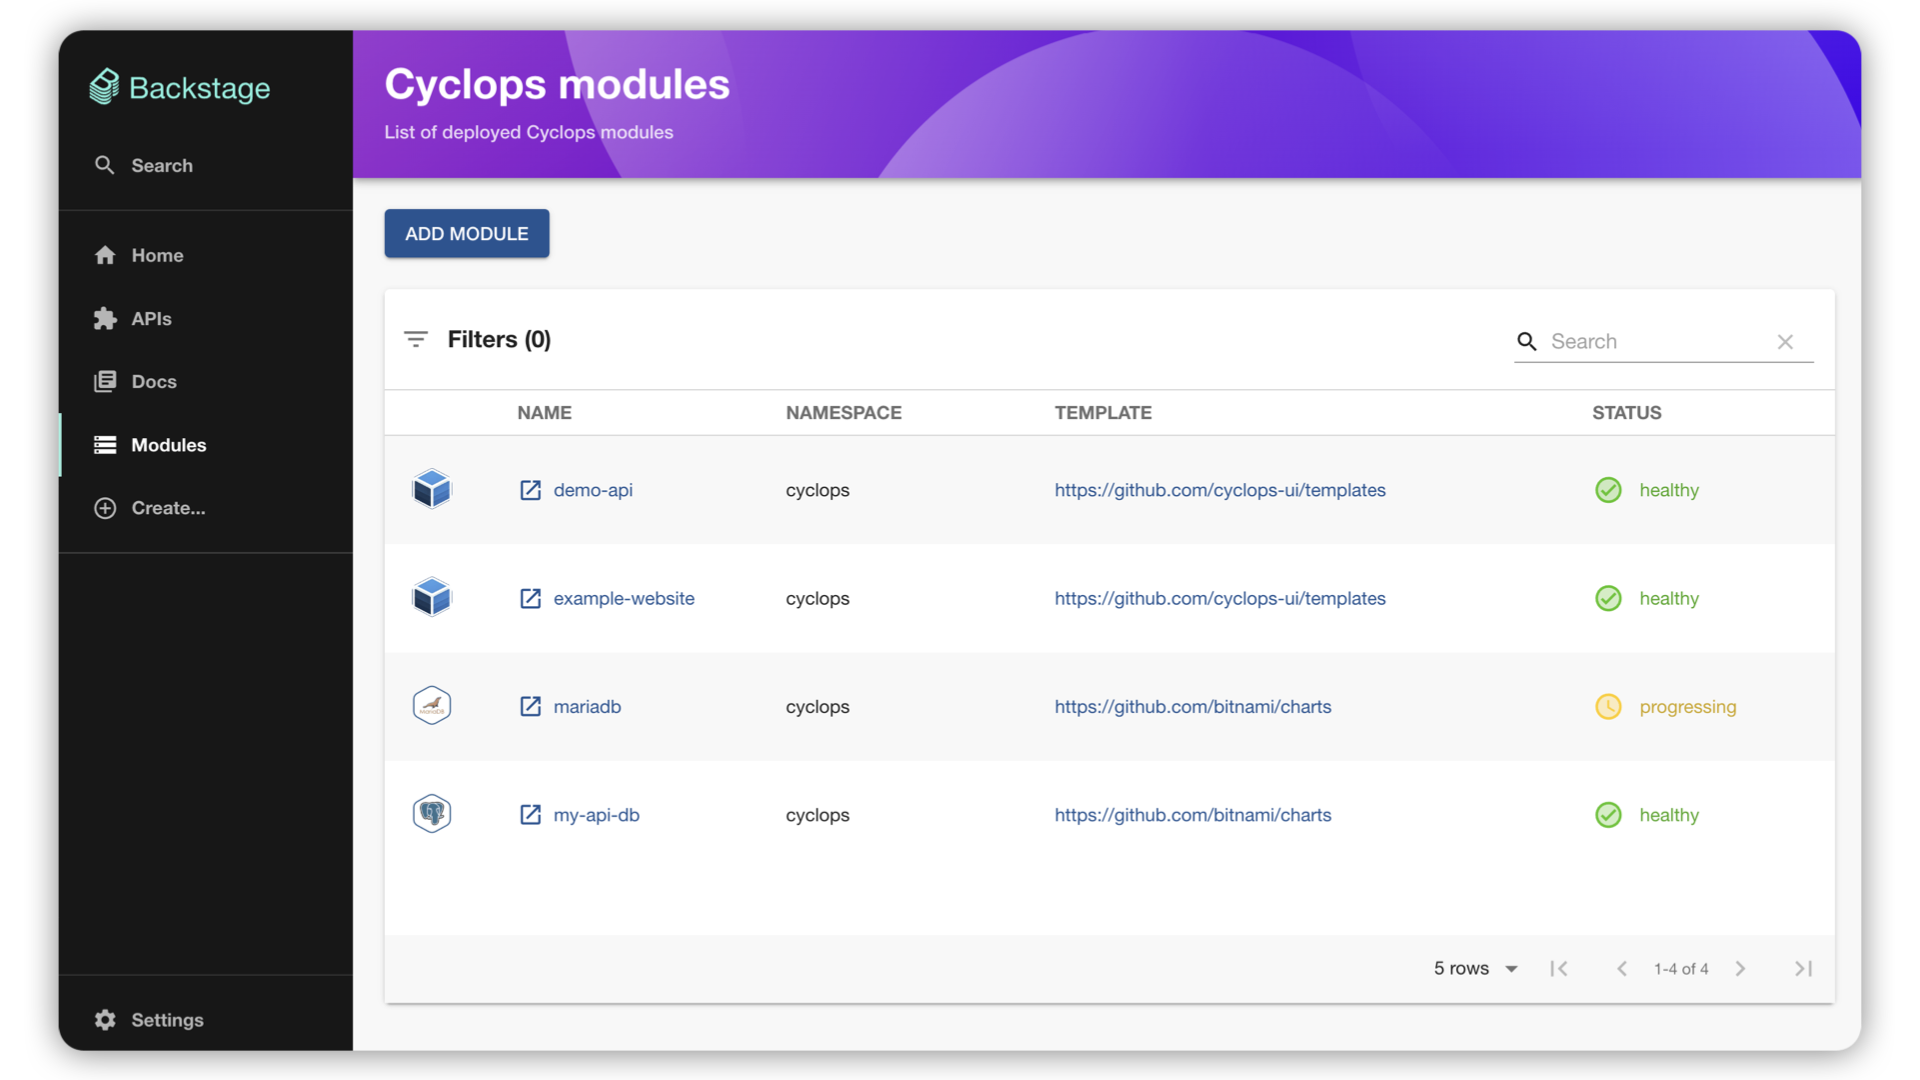 Backstage
Search
Home
APIs
Docs
Modules
Create...
Settings
Cyclops modules
List of deployed Cyclops modules
ADD MODULE
Filters (0)
Search
NAME NAMESPACE TEMPLATE STATUS
demo-api cyclops https://github.com/cyclops-ui/templates healthy
example-website cyclops https://github.com/cyclops-ui/templates healthy
MariaDB
mariadb cyclops https://github.com/bitnami/charts progressing
my-api-db cyclops https://github.com/bitnami/charts healthy
5 rows 1-4 of 4